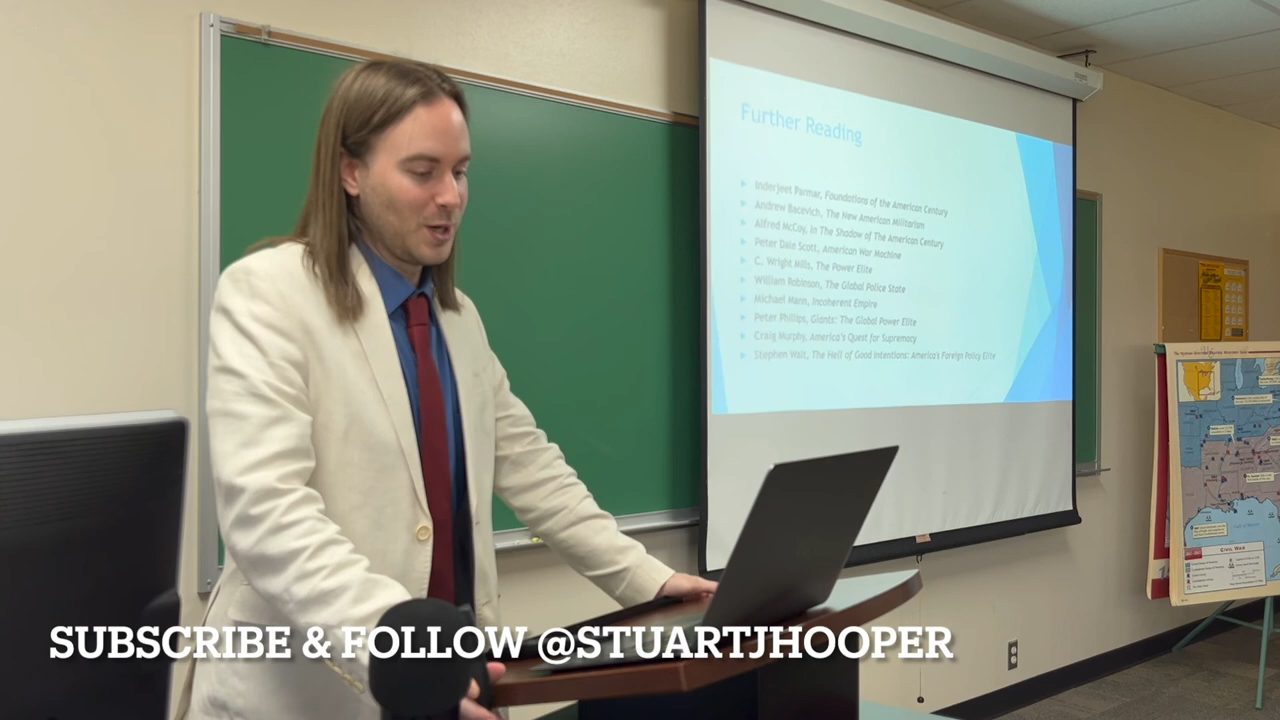 Further Reading
Inderjeet Parmar, Foundations of the American Century
Andrew Bacevich, The New American Militarism
Alfred McCoy, In The Shadow of The American Century
Peter Dale Scott, American War Machine
C. Wright Mills, The Power Elite
William Robinson, The Global Police State
Michael Mann, Incoherent Empire
Peter Phillips, Giants: The Global Power Elite
Craig Murphy, America's Quest for Supremacy
Stephen Walt, The Hell of Good Intentions: America's Foreign Policy Elite
CIVIL WAR
SUBSCRIBE & FOLLOW @STUARTJHOOPER